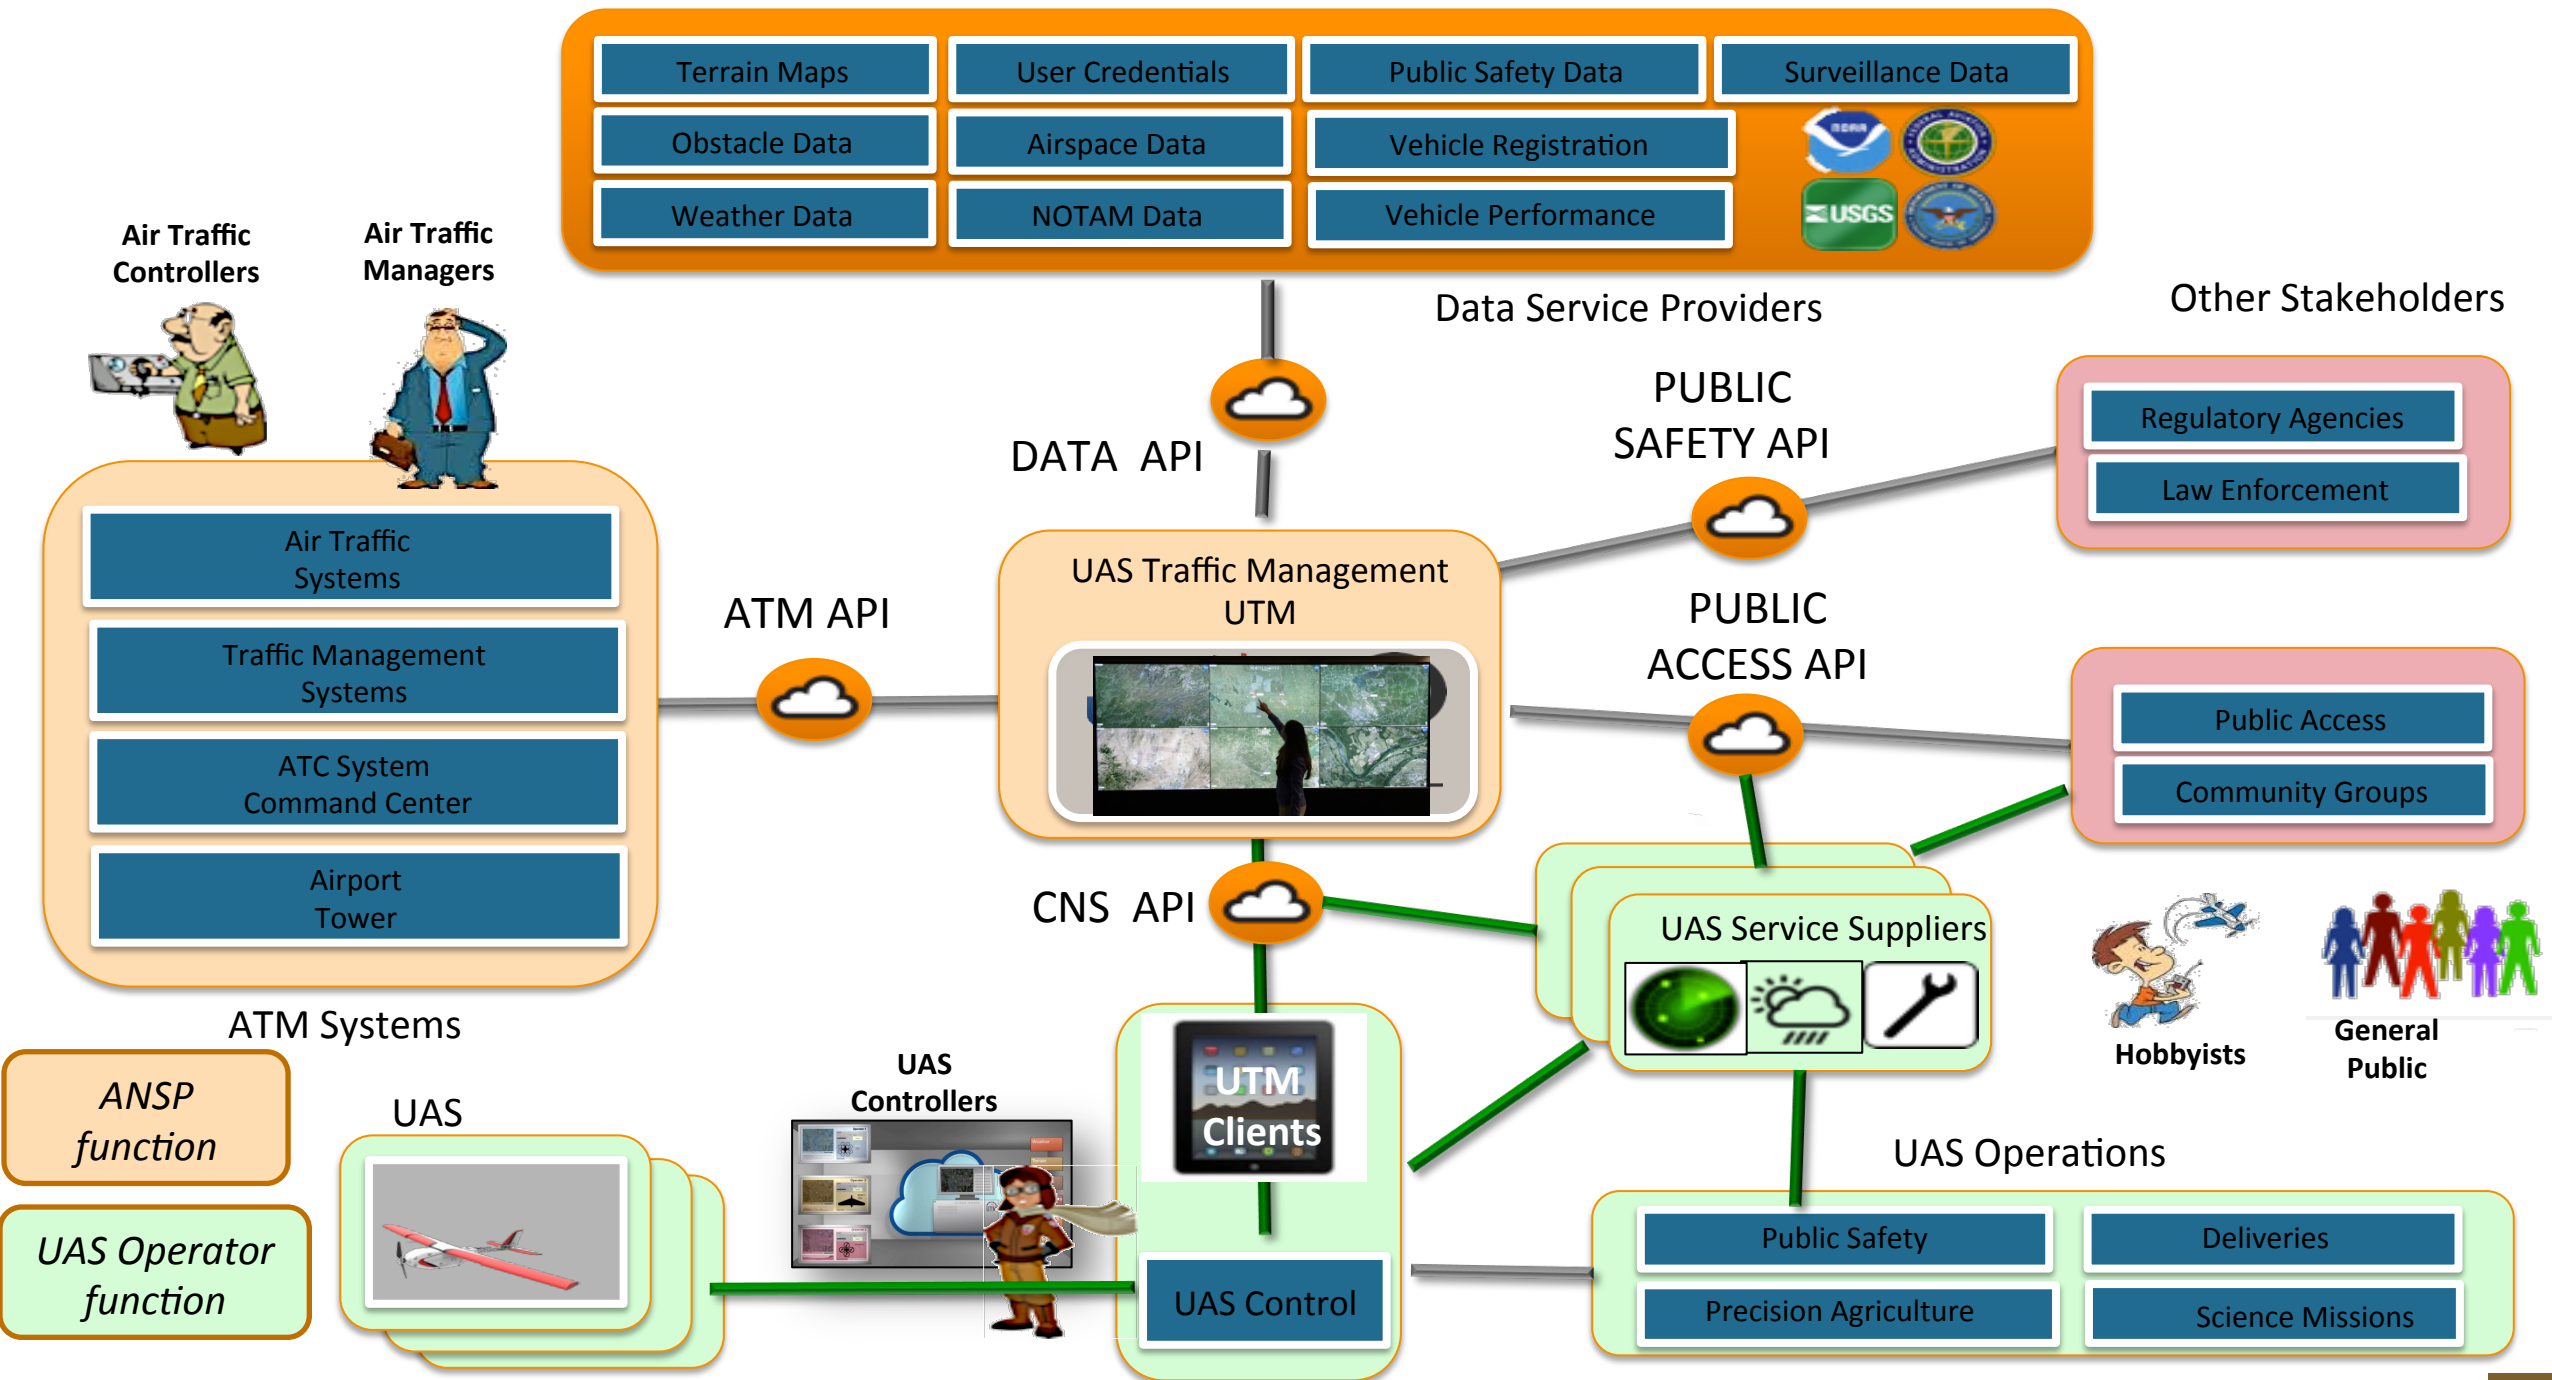 Terrain Maps
User Credentials
Public Safety Data
Surveillance Data
Obstacle Data
Airspace Data
Vehicle Registration
Weather Data
NOTAM Data
Vehicle Performance
NOAA
FEDERAL AVIATION
ADMINISTRATION
USGS
Data Service Providers
Air Traffic
Controllers
Air Traffic
Managers
Other Stakeholders
DATA API
PUBLIC
SAFETY API
Regulatory Agencies
Law Enforcement
Air Traffic
Systems
Traffic Management
Systems
ATC System
Command Center
Airport
Tower
ATM Systems
ATM API
UAS Traffic Management
UTM
PUBLIC
ACCESS API
Public Access
Community Groups
CNS API
UAS Service Suppliers
Hobbyists
General
Public
ANSP
function
UAS Operator
function
UAS
UAS
Controllers
UTM
Clients
UAS Control
UAS Operations
Public Safety
Deliveries
Precision Agriculture
Science Missions